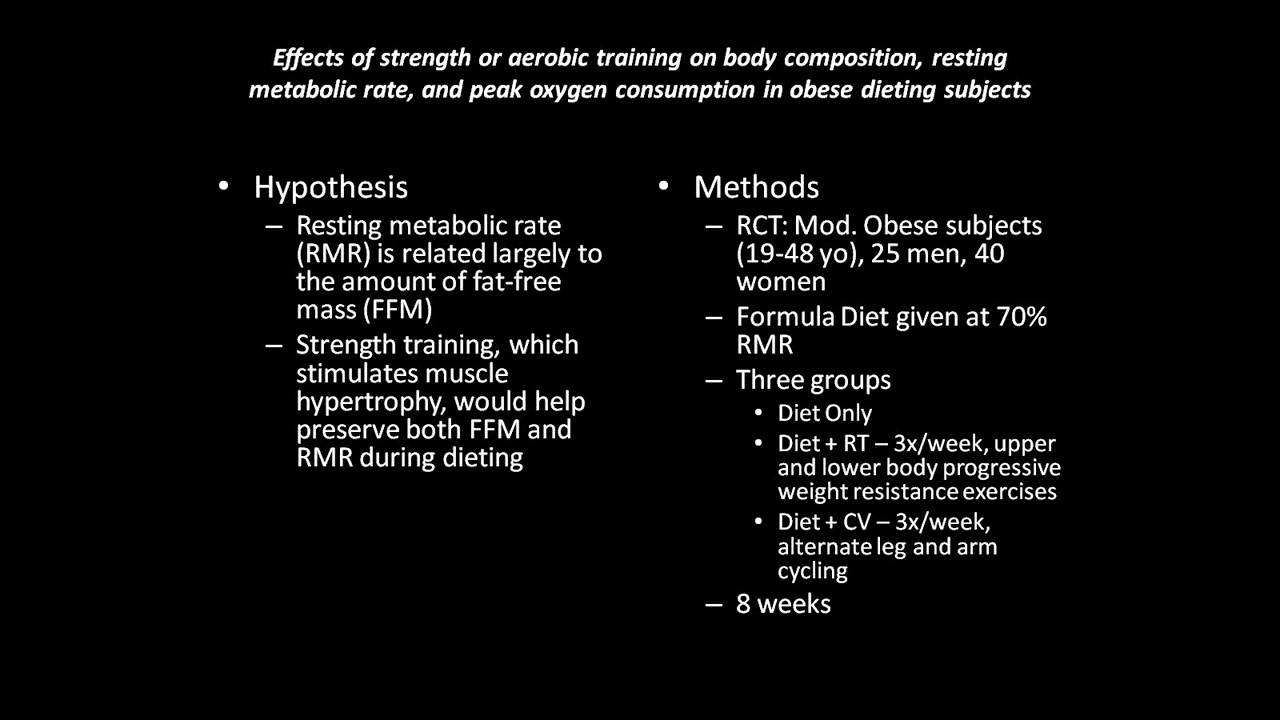 Effects of strength or aerobic training on body composition, resting
metabolic rate, and peak oxygen consumption in obese dieting subjects
• Hypothesis
– Resting metabolic rate
(RMR) is related largely to
the amount of fat-free
mass (FFM)
– Strength training, which
stimulates muscle
hypertrophy, would help
preserve both FFM and
RMR during dieting
• Methods
– RCT: Mod. Obese subjects
(19-48 yo), 25 men, 40
women
– Formula Diet given at 70%
RMR
– Three groups
• Diet Only
• Diet + RT – 3x/week, upper
and lower body progressive
weight resistance exercises
• Diet + CV – 3x/week,
alternate leg and arm
cycling
– 8 weeks